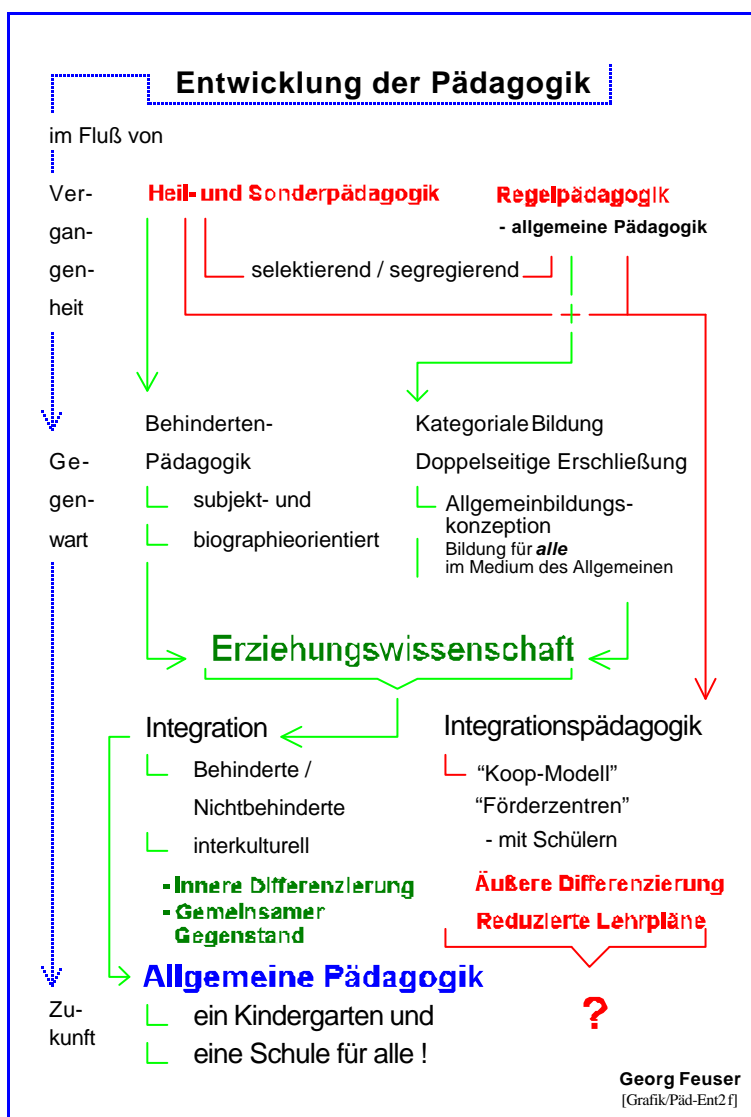 Entwicklung der Pädagogik
im Fluß von
Ver-
gan-
gen-
heit
Heil- und Sonderpädagogik
Regelpädagogik
- allgemeine Pädagogik
selektierend / segregierend
Ge-
gen-
wart
Behinderten-
Pädagogik
subjekt- und
biographieorientiert
Kategoriale Bildung
Doppelseitige Erschließung
Allgemeinbildungs-
konzeption
Bildung für alle
im Medium des Allgemeinen
Erziehungswissenschaft
Integration
Behinderte /
Nichtbehinderte
interkulturell
- Innere Differenzierung
- Gemeinsamer
Gegenstand
Integrationspädagogik
“Koop-Modell”
“Förderzentren”
- mit Schülern
Äußere Differenzierung
Reduzierte Lehrpläne
?
Zu-
kunft
Allgemeine Pädagogik
ein Kindergarten und
eine Schule für alle !
Georg Feuser
[Grafik/Päd-Ent2 f]